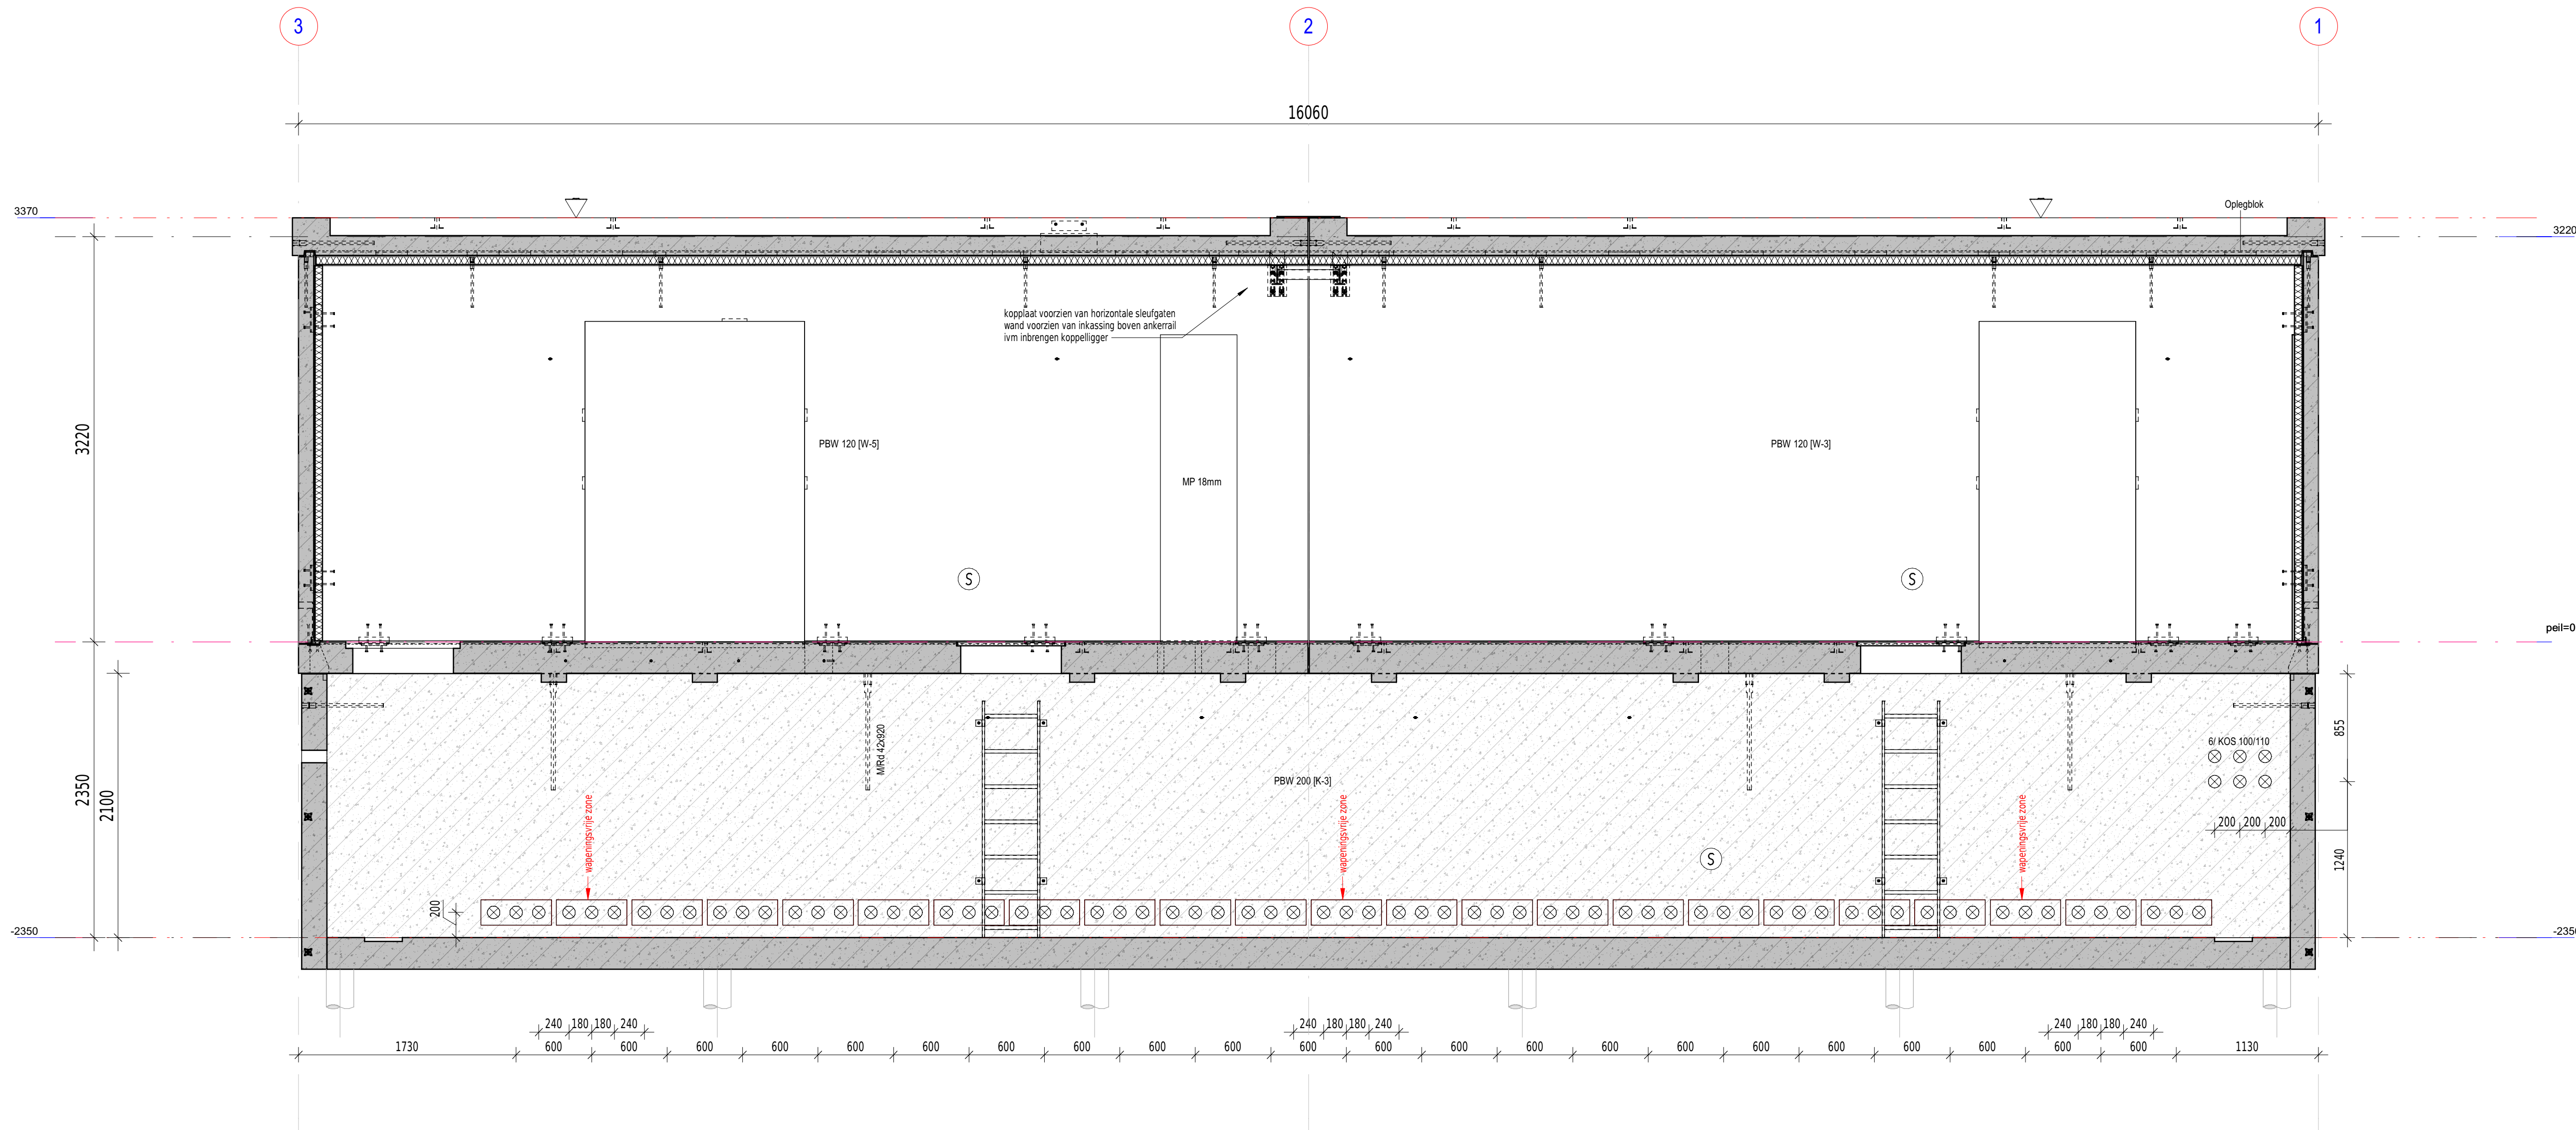 3
2
1
16060
3370
Oplegblok
3220
kopplaat voorzien van horizontale sleufgaten
wand voorzien van inkassing boven ankerrail
ivm inbrengen koppelligger
3220
PBW 120 [W-5]
PBW 120 [W-3]
MP 18mm
S
S
peil=0
2350
2100
M/Rd 42x920
855
6/ KOS 100/110
PBW 200 [K-3]
wapeningsvrije zone
wapeningsvrije zone
wapeningsvrije zone
200 200 200
S
1240
200
-2350
-2350
240 180 180 240
240 180 180 240
240 180 180 240
1730 600 600 600 600 600 600 600 600 600 600 600 600 600 600 600 600 600 600 600 600 600 600 1130